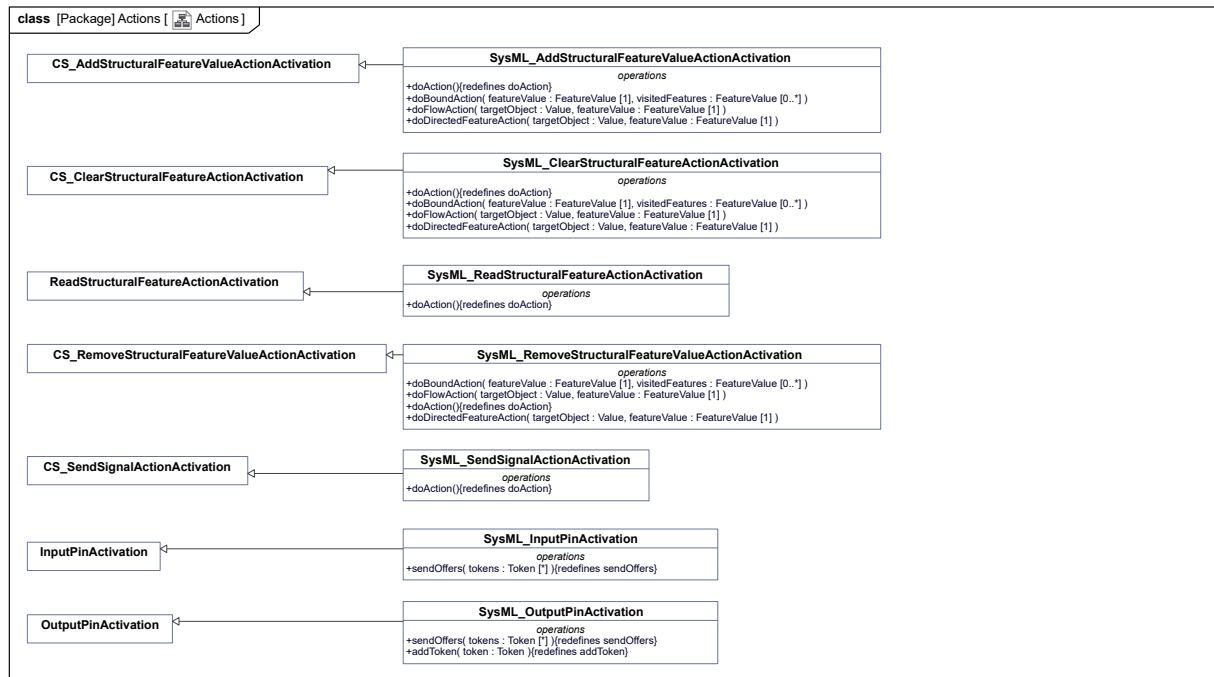 class [Package] Actions [ Actions ]
CS_AddStructuralFeatureValueActionActivation
SysML_AddStructuralFeatureValueActionActivation
operations
+doAction(){redefines doAction}
+doBoundAction( featureValue : FeatureValue [1], visitedFeatures : FeatureValue [0..*] )
+doFlowAction( targetObject : Value, featureValue : FeatureValue [1] )
+doDirectedFeatureAction( targetObject : Value, featureValue : FeatureValue [1] )
CS_ClearStructuralFeatureActionActivation
SysML_ClearStructuralFeatureActionActivation
operations
+doAction(){redefines doAction}
+doBoundAction( featureValue : FeatureValue [1], visitedFeatures : FeatureValue [0..*] )
+doFlowAction( targetObject : Value, featureValue : FeatureValue [1] )
+doDirectedFeatureAction( targetObject : Value, featureValue : FeatureValue [1] )
ReadStructuralFeatureActionActivation
SysML_ReadStructuralFeatureActionActivation
operations
+doAction(){redefines doAction}
CS_RemoveStructuralFeatureValueActionActivation
SysML_RemoveStructuralFeatureValueActionActivation
operations
+doBoundAction( featureValue : FeatureValue [1], visitedFeatures : FeatureValue [0..*] )
+doFlowAction( targetObject : Value, featureValue : FeatureValue [1] )
+doAction(){redefines doAction}
+doDirectedFeatureAction( targetObject : Value, featureValue : FeatureValue [1] )
CS_SendSignalActionActivation
SysML_SendSignalActionActivation
operations
+doAction(){redefines doAction}
InputPinActivation
SysML_InputPinActivation
operations
+sendOffers( tokens : Token [*] ){redefines sendOffers}
OutputPinActivation
SysML_OutputPinActivation
operations
+sendOffers( tokens : Token [*] ){redefines sendOffers}
+addToken( token : Token ){redefines addToken}